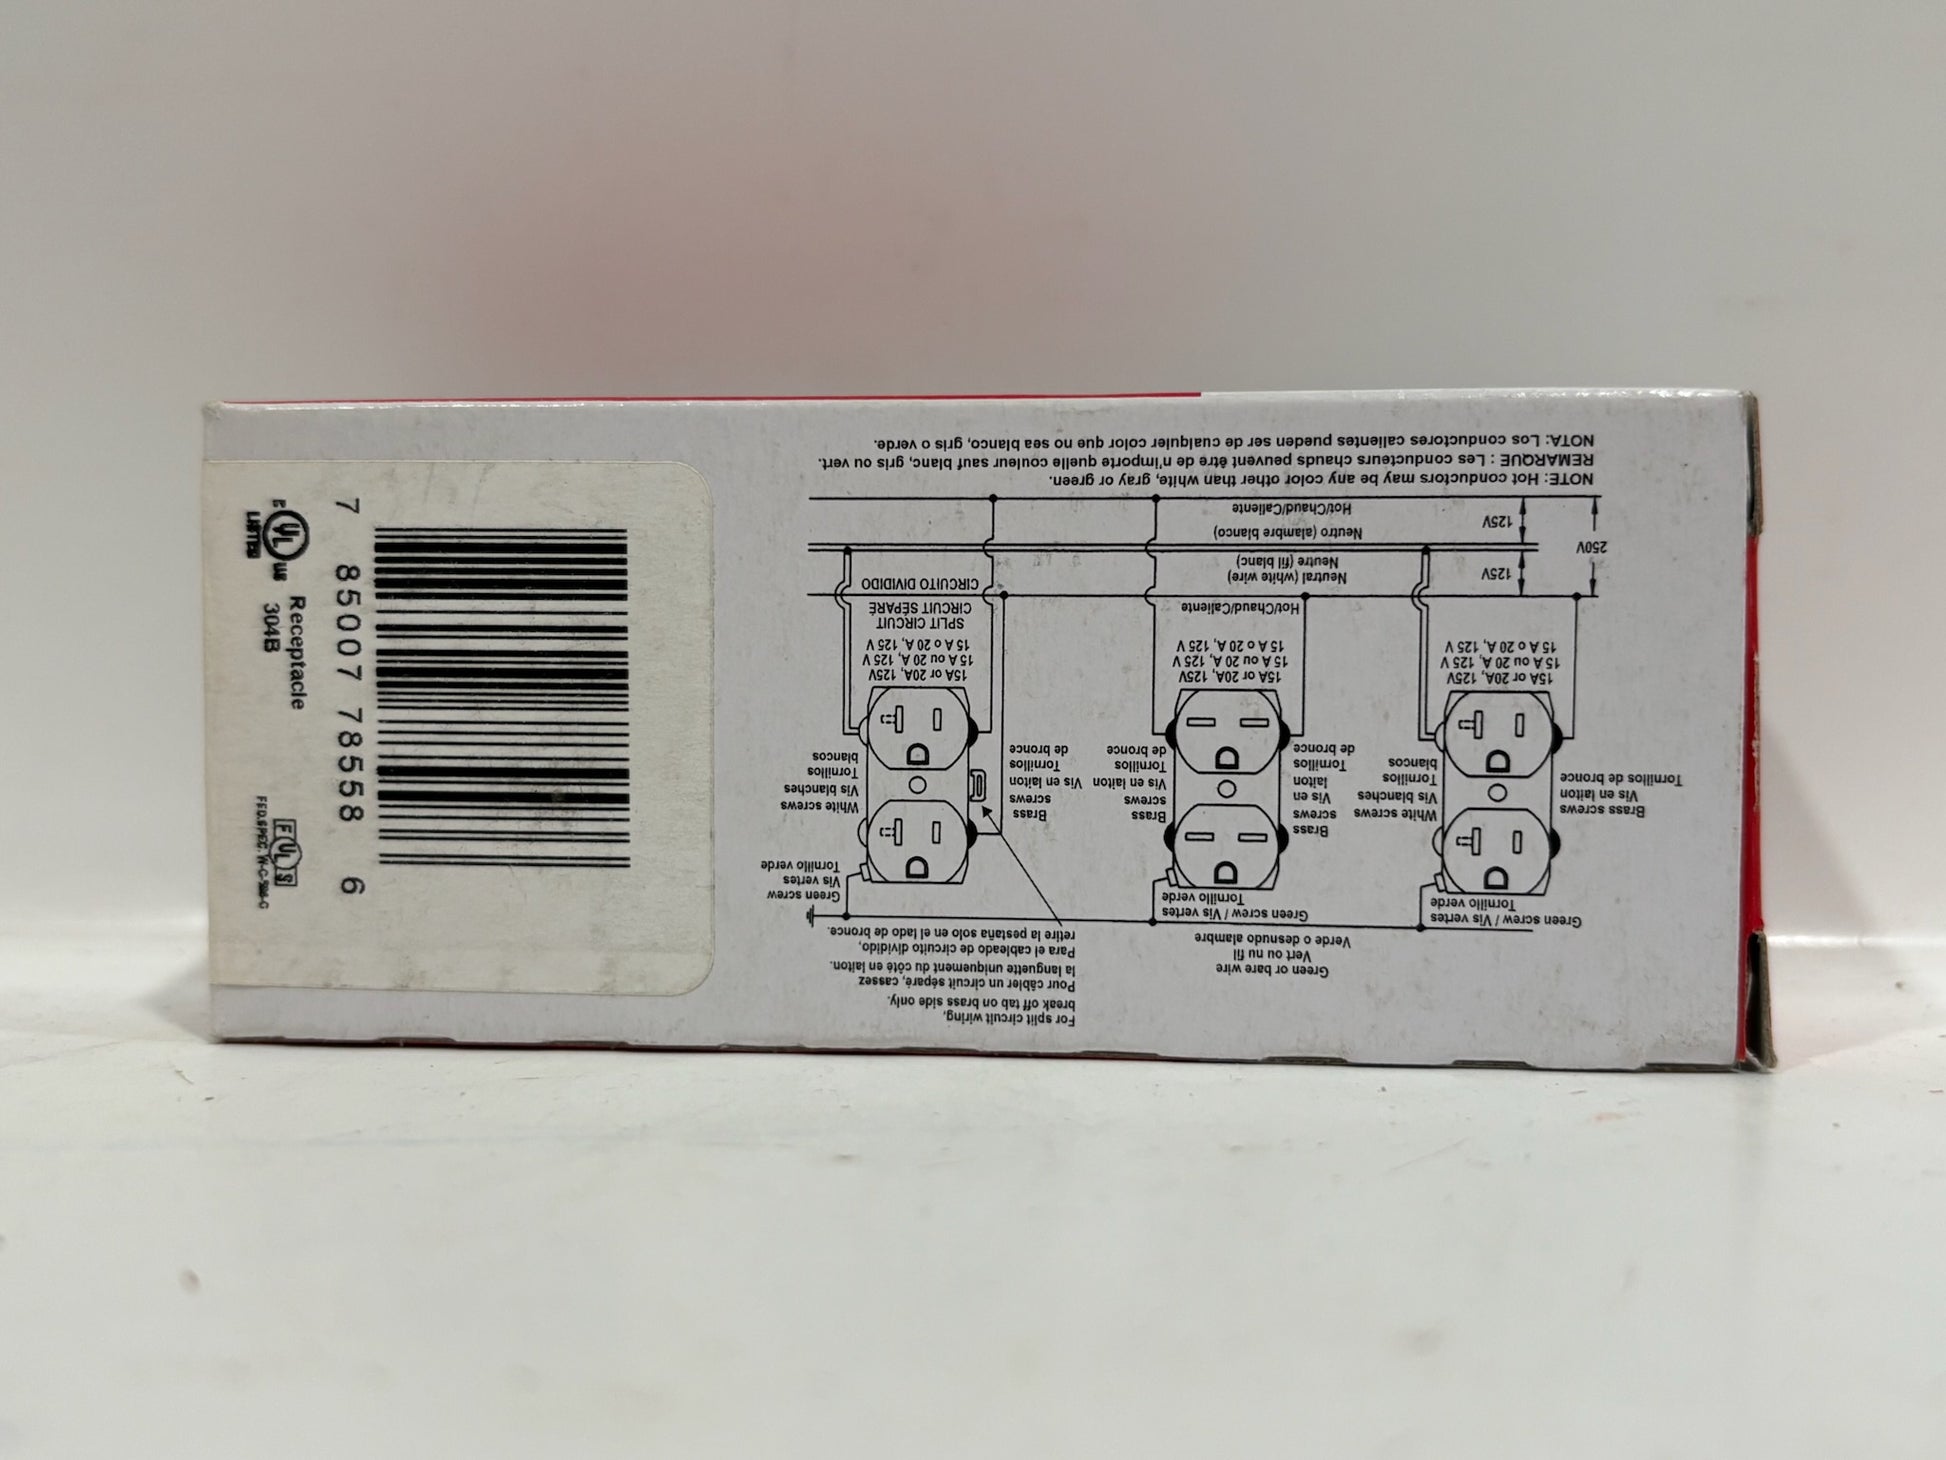 7 85007 78558 6
UL
LISTED
Receptacle
304B
FED. SPEC. W-C-596-G
For split circuit wiring,
break off tab on brass side only.
Pour câbler un circuit séparé, cassez
la languette uniquement du côté en laiton.
Para el cableado de circuito dividido,
retire la pestaña solo en el lado de bronce.
Green or bare wire
Vert ou nu fil
Verde o desnudo alambre
Green screw / Vis vertes
Tornillo verde
Brass screws
Vis en laiton
Tornillos de bronce
White screws
Vis blanches
Tornillos
blancos
15A or 20A, 125V
15 A ou 20 A, 125 V
15 A o 20 A, 125 V
Green screw / Vis vertes
Tornillo verde
Brass
screws
Vis en
laiton
Tornillos
de bronce
Brass
screws
Vis en laiton
Tornillos
de bronce
15A or 20A, 125V
15 A ou 20 A, 125 V
15 A o 20 A, 125 V
Green screw
Vis vertes
Tornillo verde
Brass
screws
Vis en laiton
Tornillos
de bronce
White screws
Vis blanches
Tornillos
blancos
15A or 20A, 125V
15 A ou 20 A, 125 V
15 A o 20 A, 125 V
SPLIT CIRCUIT
CIRCUIT SÉPARÉ
CIRCUITO DIVIDIDO
Hot/Chaud/Caliente
125V
Neutral (white wire)
Neutre (fil blanc)
Neutro (alambre blanco)
250V
125V
Hot/Chaud/Caliente
NOTE: Hot conductors may be any color other than white, gray or green.
REMARQUE : Les conducteurs chauds peuvent être de n'importe quelle couleur sauf blanc, gris ou vert.
NOTA: Los conductores calientes pueden ser de cualquier color que no sea blanco, gris o verde.